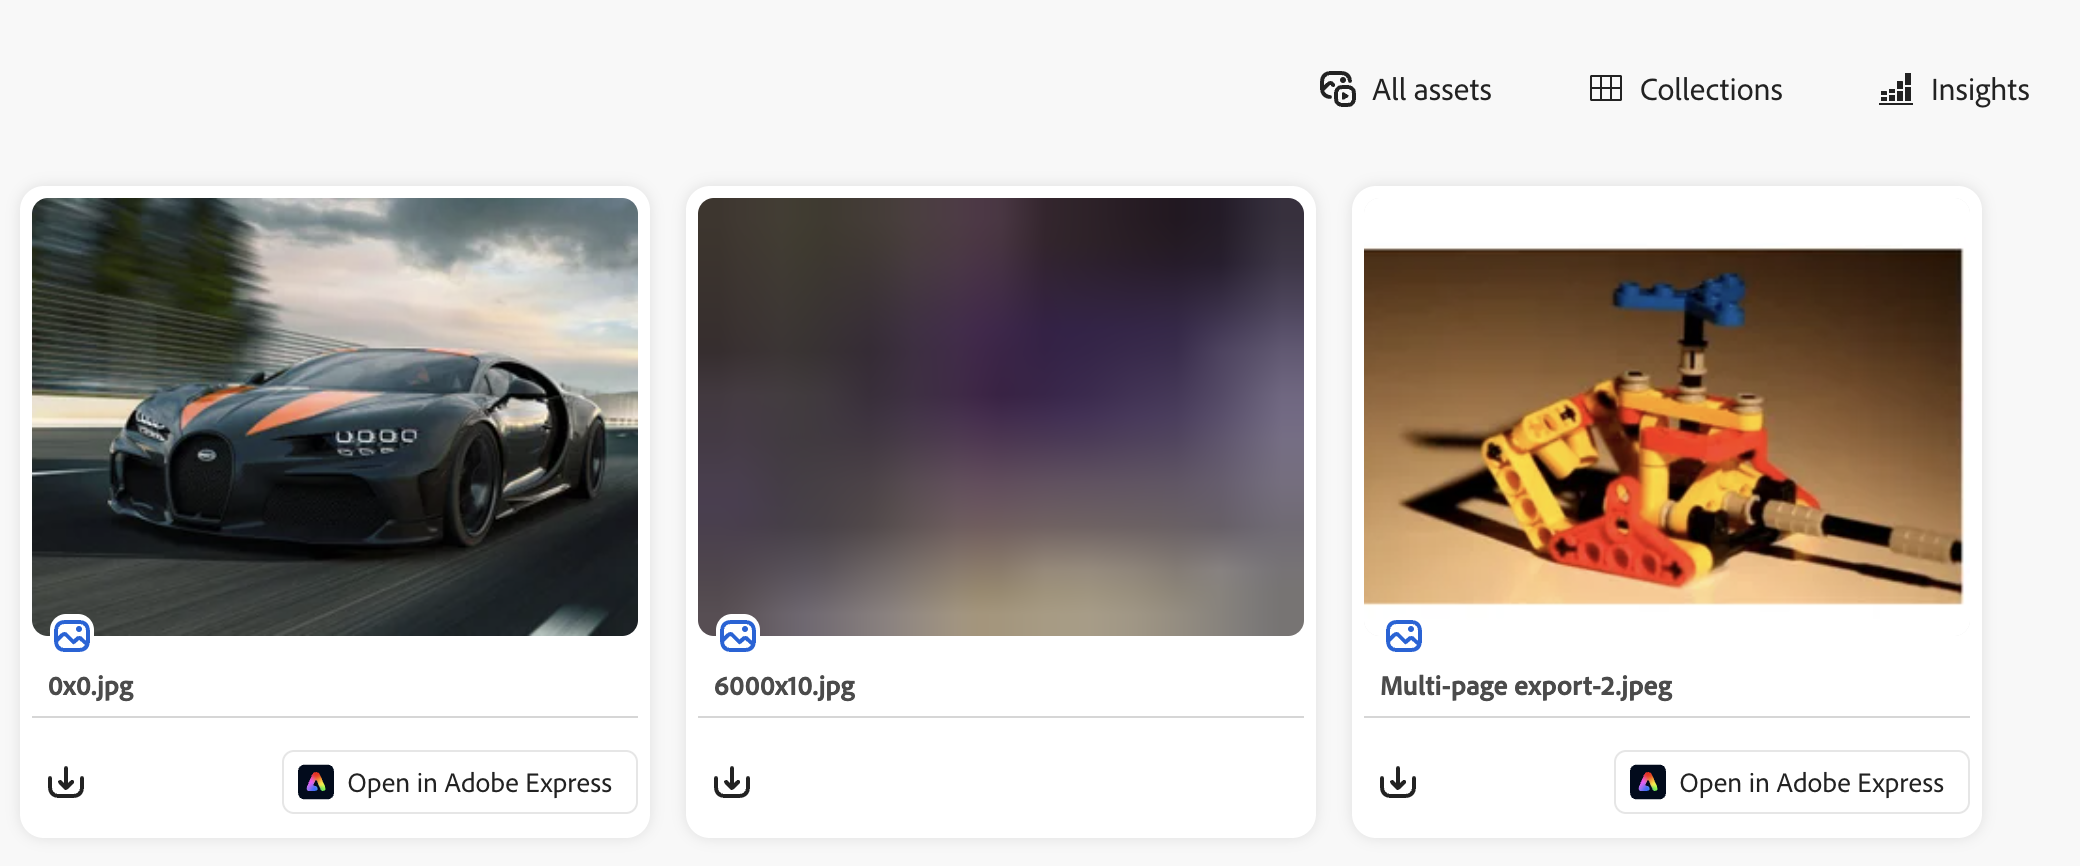 All assets
Collections
Insights
0x0.jpg
6000x10.jpg
Multi-page export-2.jpeg
Open in Adobe Express
Open in Adobe Express